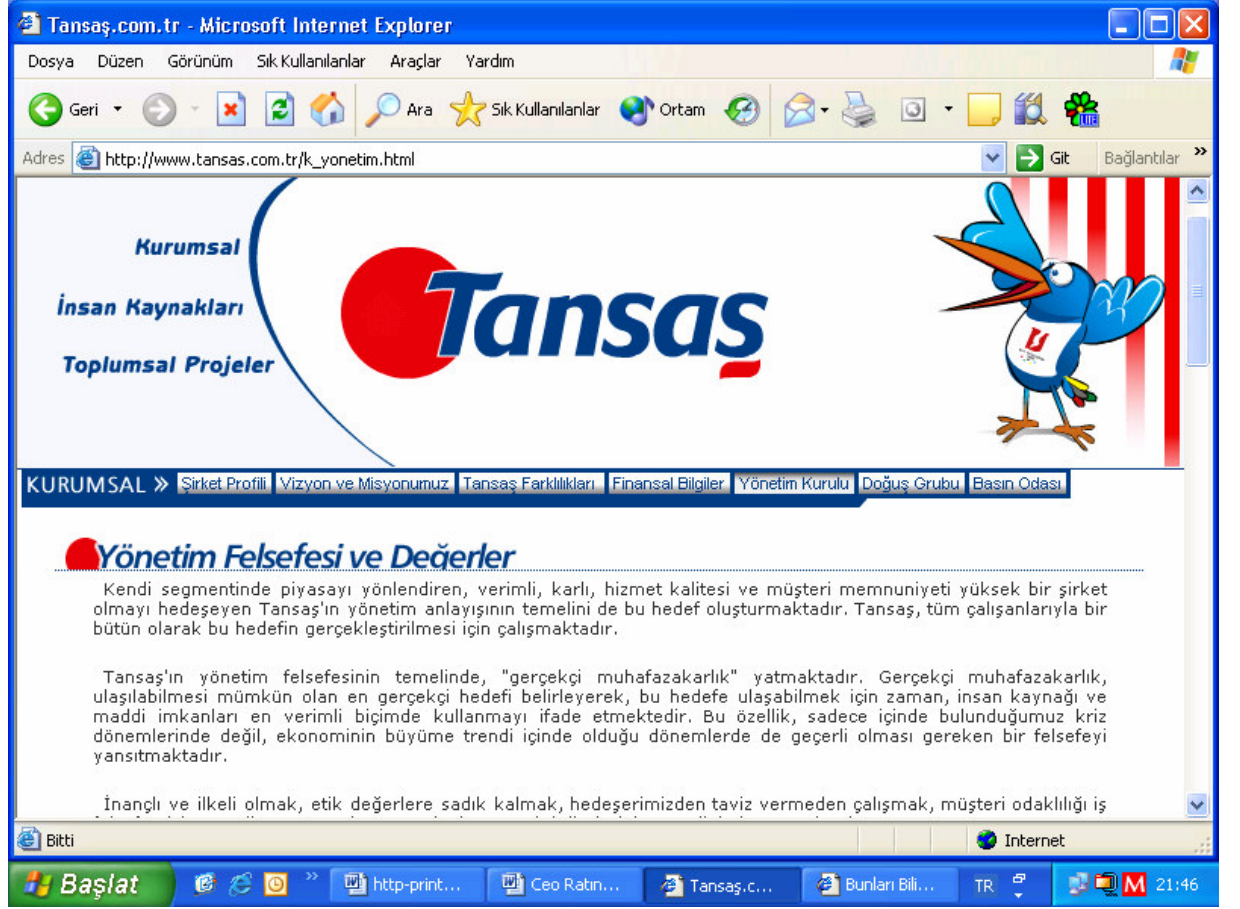 Tansaş.com.tr - Microsoft Internet Explorer
Dosya Düzen Görünüm Sık Kullanılanlar Araçlar Yardım
Geri Ara Sık Kullanılanlar Ortam
Adres http://www.tansas.com.tr/k_yonetim.html Git Bağlantılar »
Kurumsal
İnsan Kaynakları
Toplumsal Projeler
Tansaş
KURUMSAL » Şirket Profili Vizyon ve Misyonumuz Tansaş Farklılıkları Finansal Bilgiler Yönetim Kurulu Doğuş Grubu Basın Odası
Yönetim Felsefesi ve Değerler
Kendi segmentinde piyasayı yönlendiren, verimli, karlı, hizmet kalitesi ve müşteri memnuniyeti yüksek bir şirket
olmayı hedeşeyen Tansaş'ın yönetim anlayışının temelini de bu hedef oluşturmaktadır. Tansaş, tüm çalışanlarıyla bir
bütün olarak bu hedefin gerçekleştirilmesi için çalışmaktadır.
Tansaş'ın yönetim felsefesinin temelinde, "gerçekçi muhafazakarlık" yatmaktadır. Gerçekçi muhafazakarlık,
ulaşılabilmesi mümkün olan en gerçekçi hedefi belirleyerek, bu hedefe ulaşabilmek için zaman, insan kaynağı ve
maddi imkanları en verimli biçimde kullanmayı ifade etmektedir. Bu özellik, sadece içinde bulunduğumuz kriz
dönemlerinde değil, ekonominin büyüme trendi içinde olduğu dönemlerde de geçerli olması gereken bir felsefeyi
yansıtmaktadır.
İnançlı ve ilkeli olmak, etik değerlere sadık kalmak, hedeşerimizden taviz vermeden çalışmak, müşteri odaklılığı iş
Bitti Internet
Başlat » http-print... Ceo Ratın... Tansaş.c... Bunları Bili... TR 21:46